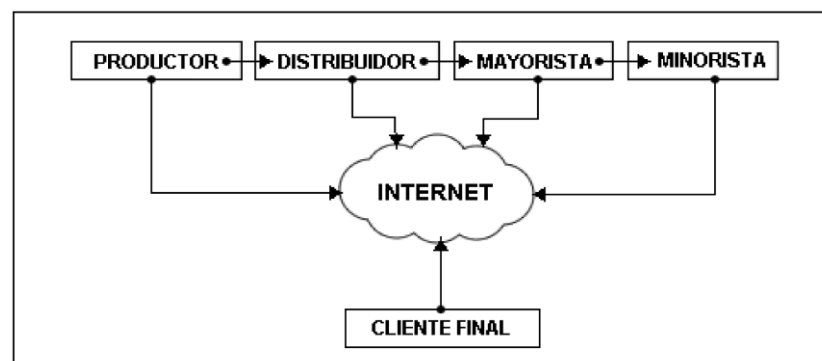 PRODUCTOR
DISTRIBUIDOR
MAYORISTA
MINORISTA
INTERNET
CLIENTE FINAL